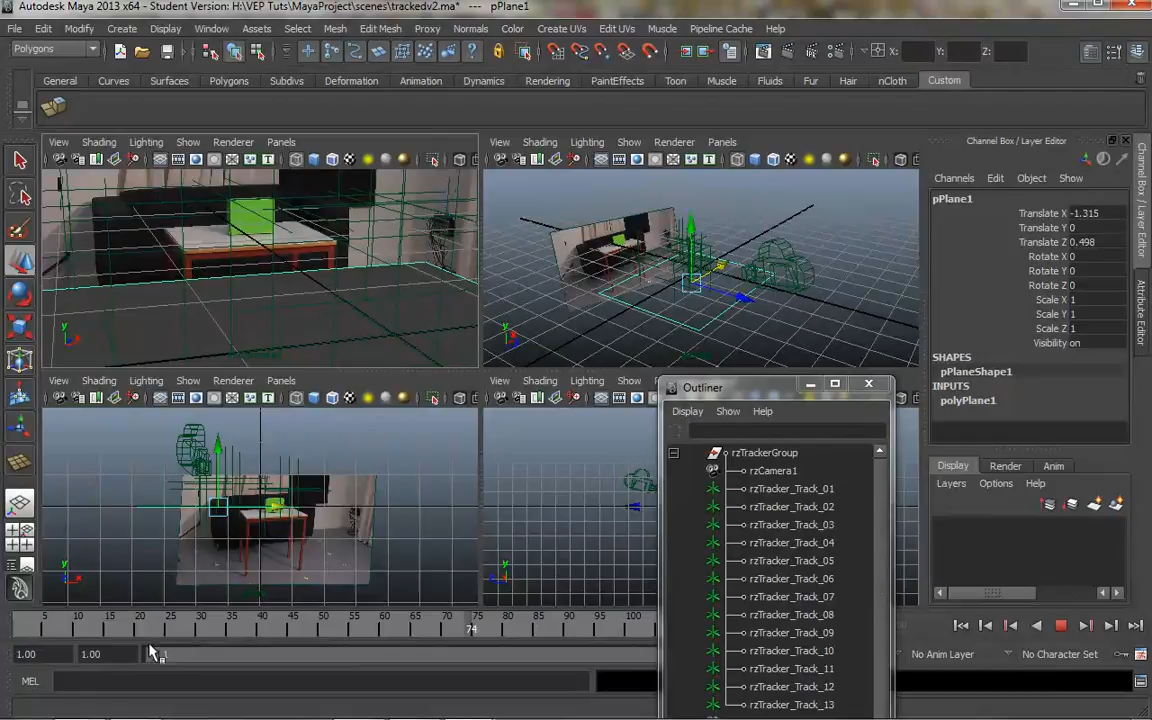 Autodesk Maya 2013 x64 - Student Version: H:\VEP Tuts\MayaProject\scenes\trackedv2.ma* --- pPlane1
File Edit Modify Create Display Window Assets Select Mesh Edit Mesh Proxy Normals Color Create UVs Edit UVs Muscle Pipeline Cache Help
Polygons X: Y: Z:
General Curves Surfaces Polygons Subdivs Deformation Animation Dynamics Rendering PaintEffects Toon Muscle Fluids Fur Hair nCloth Custom
View Shading Lighting Show Renderer Panels
View Shading Lighting Show Renderer Panels
Channel Box / Layer Editor
Channels Edit Object Show
pPlane1
Translate X -1.315
Translate Y 0
Translate Z 0.498
Rotate X 0
Rotate Y 0
Rotate Z 0
Scale X 1
Scale Y 1
Scale Z 1
Visibility on
SHAPES
pPlaneShape1
INPUTS
polyPlane1
Channel Box / Layer Editor
Attribute Editor
y
z
x
y
z
x
View Shading Lighting Show Renderer Panels
View Shading Lighting Show
Outliner
Display Show Help
rzTrackerGroup
rzCamera1
rzTracker_Track_01
rzTracker_Track_02
rzTracker_Track_03
rzTracker_Track_04
rzTracker_Track_05
rzTracker_Track_06
rzTracker_Track_07
rzTracker_Track_08
rzTracker_Track_09
rzTracker_Track_10
rzTracker_Track_11
rzTracker_Track_12
rzTracker_Track_13
Display Render Anim
Layers Options Help
y
z x
y
z x
5 10 15 20 25 30 35 40 45 50 55 60 65 70 75 80 85 90 95 100
74
1.00 1.00 1
No Anim Layer No Character Set
MEL